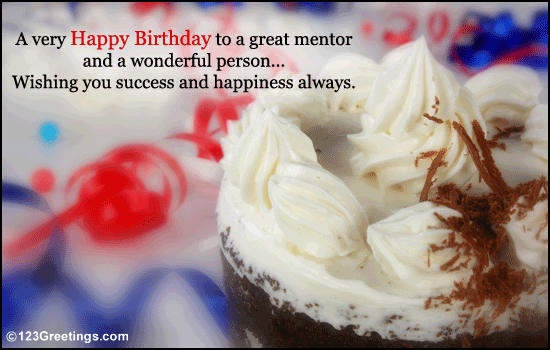 A very Happy Birthday to a great mentor
and a wonderful person...
Wishing you success and happiness always.
©123Greetings.com